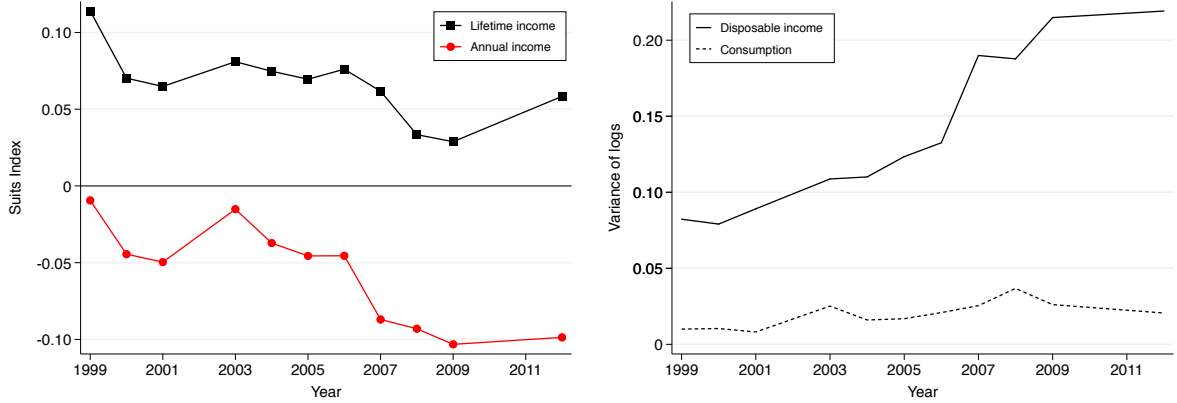 0.10
0.05
0
-0.05
-0.10
Suits Index
Lifetime income
Annual income
1999 2001 2003 2005 2007 2009 2011
Year
0.20
0.15
0.10
0.05
0
Variance of logs
Disposable income
Consumption
1999 2001 2003 2005 2007 2009 2011
Year